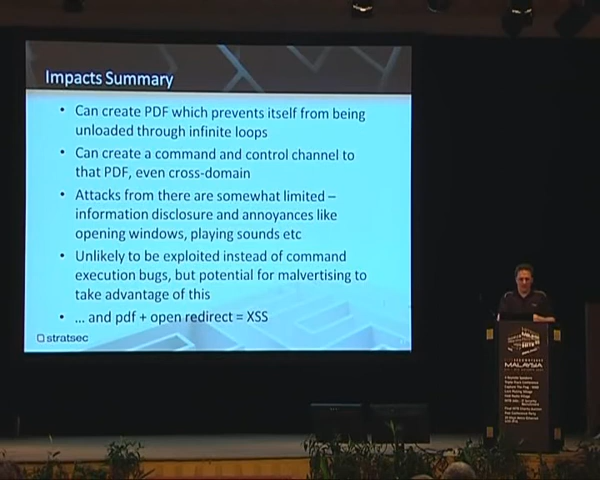 Impacts Summary
• Can create PDF which prevents itself from being
unloaded through infinite loops
• Can create a command and control channel to
that PDF, even cross-domain
• Attacks from there are somewhat limited –
information disclosure and annoyances like
opening windows, playing sounds etc
• Unlikely to be exploited instead of command
execution bugs, but potential for malvertising to
take advantage of this
• ... and pdf + open redirect = XSS
stratsec
MALAYSIA